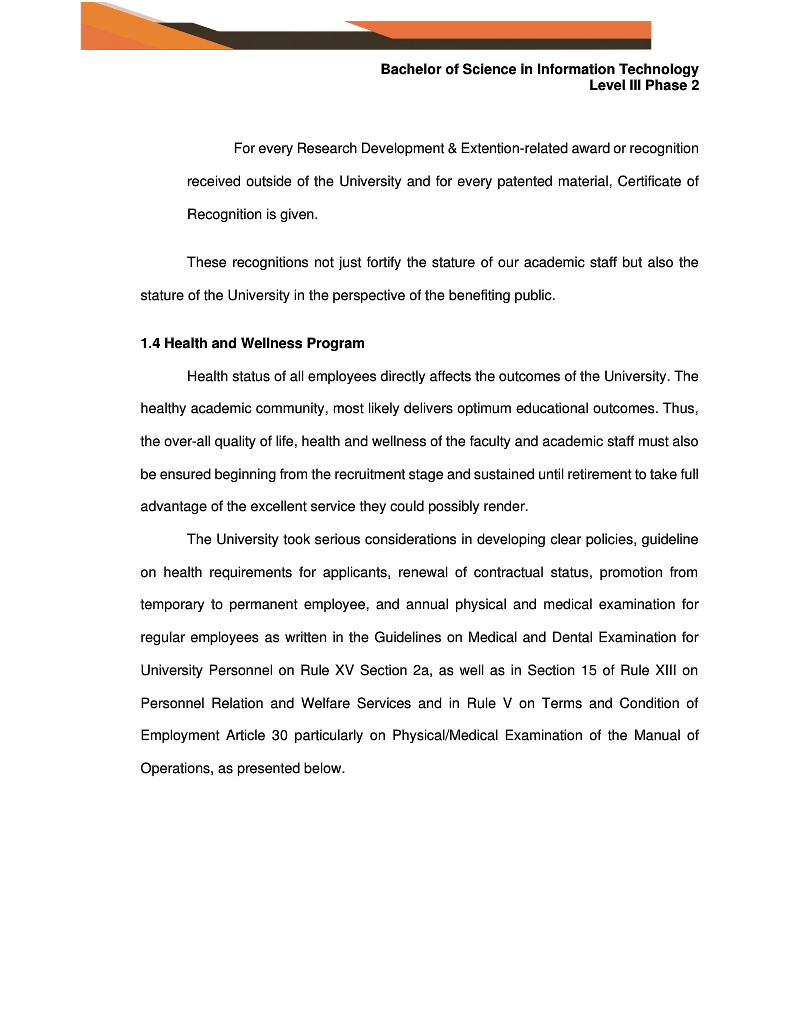 Bachelor of Science in Information Technology
Level III Phase 2
For every Research Development & Extention-related award or recognition
received outside of the University and for every patented material, Certificate of
Recognition is given.
These recognitions not just fortify the stature of our academic staff but also the
stature of the University in the perspective of the benefiting public.
1.4 Health and Wellness Program
Health status of all employees directly affects the outcomes of the University. The
healthy academic community, most likely delivers optimum educational outcomes. Thus,
the over-all quality of life, health and wellness of the faculty and academic staff must also
be ensured beginning from the recruitment stage and sustained until retirement to take full
advantage of the excellent service they could possibly render.
The University took serious considerations in developing clear policies, guideline
on health requirements for applicants, renewal of contractual status, promotion from
temporary to permanent employee, and annual physical and medical examination for
regular employees as written in the Guidelines on Medical and Dental Examination for
University Personnel on Rule XV Section 2a, as well as in Section 15 of Rule XIII on
Personnel Relation and Welfare Services and in Rule V on Terms and Condition of
Employment Article 30 particularly on Physical/Medical Examination of the Manual of
Operations, as presented below.